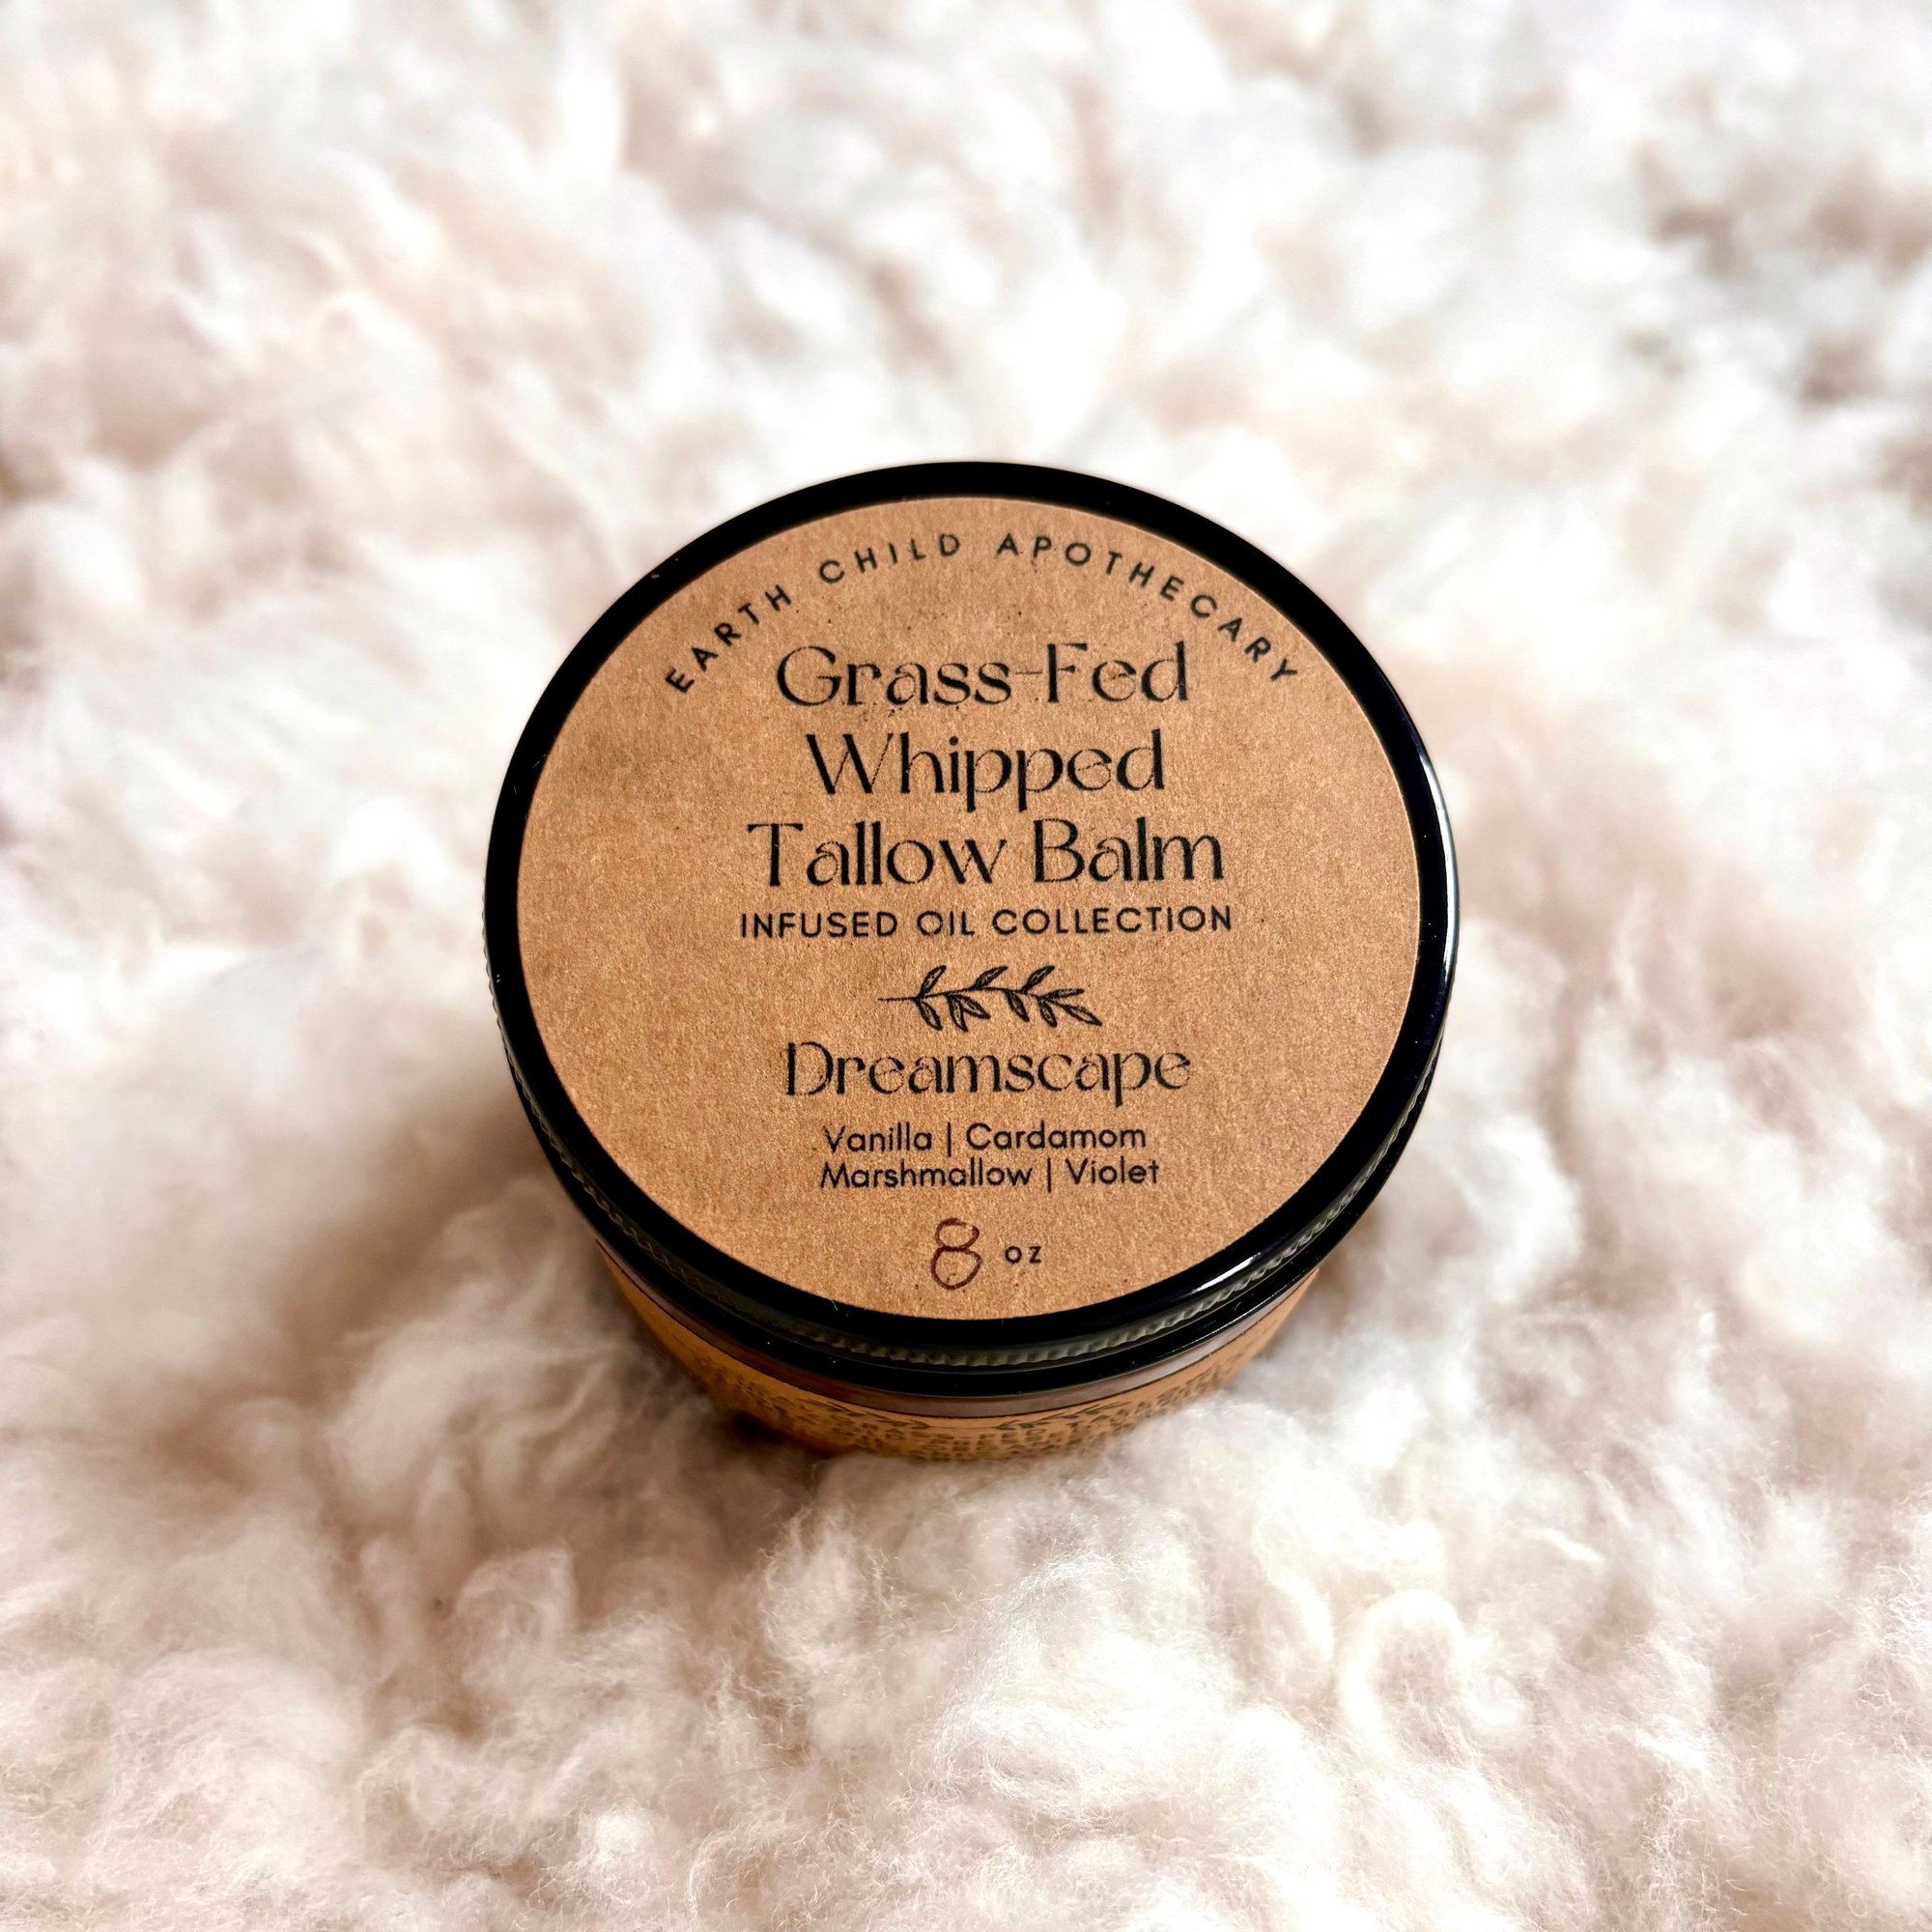 EARTH CHILD APOTHECARY
Grass-Fed
Whipped
Tallow Balm
INFUSED OIL COLLECTION
Dreamscape
Vanilla | Cardamom
Marshmallow | Violet
8 oz